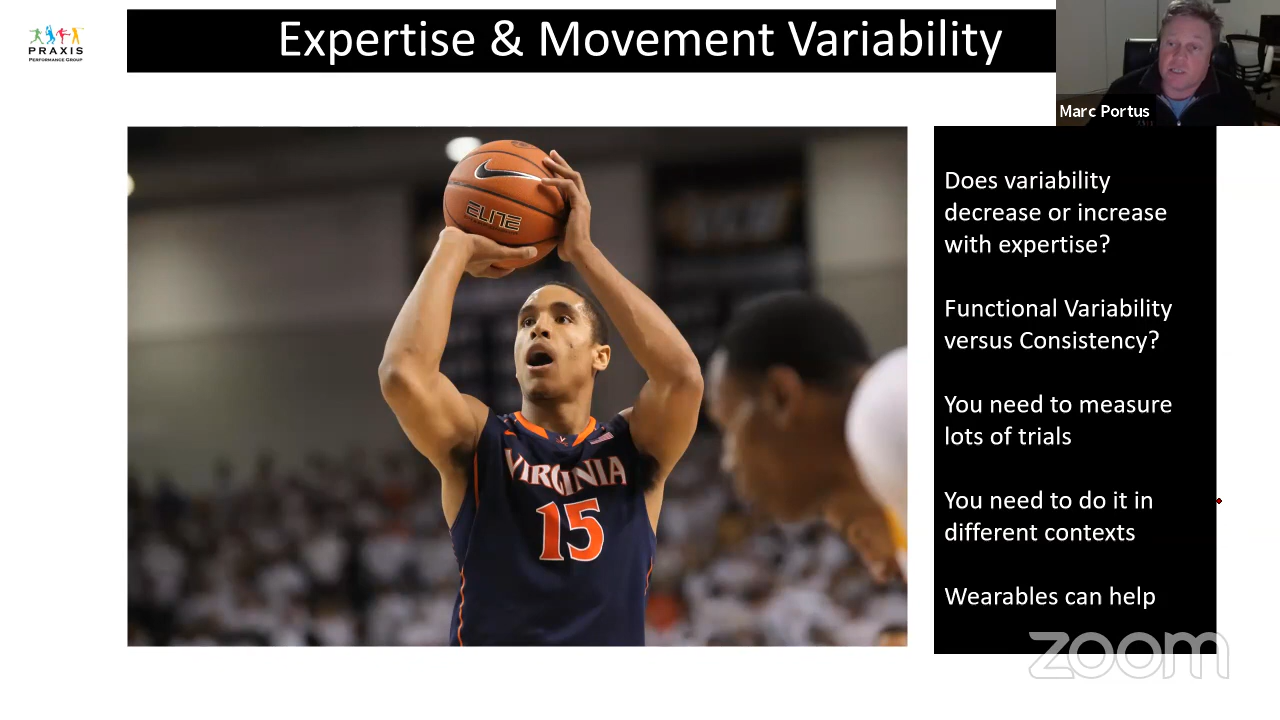 PRAXIS
PERFORMANCE GROUP
Expertise & Movement Variability
Marc Portus
ELITE
VIRGINIA
15
Does variability
decrease or increase
with expertise?
Functional Variability
versus Consistency?
You need to measure
lots of trials
You need to do it in
different contexts
Wearables can help
zoom